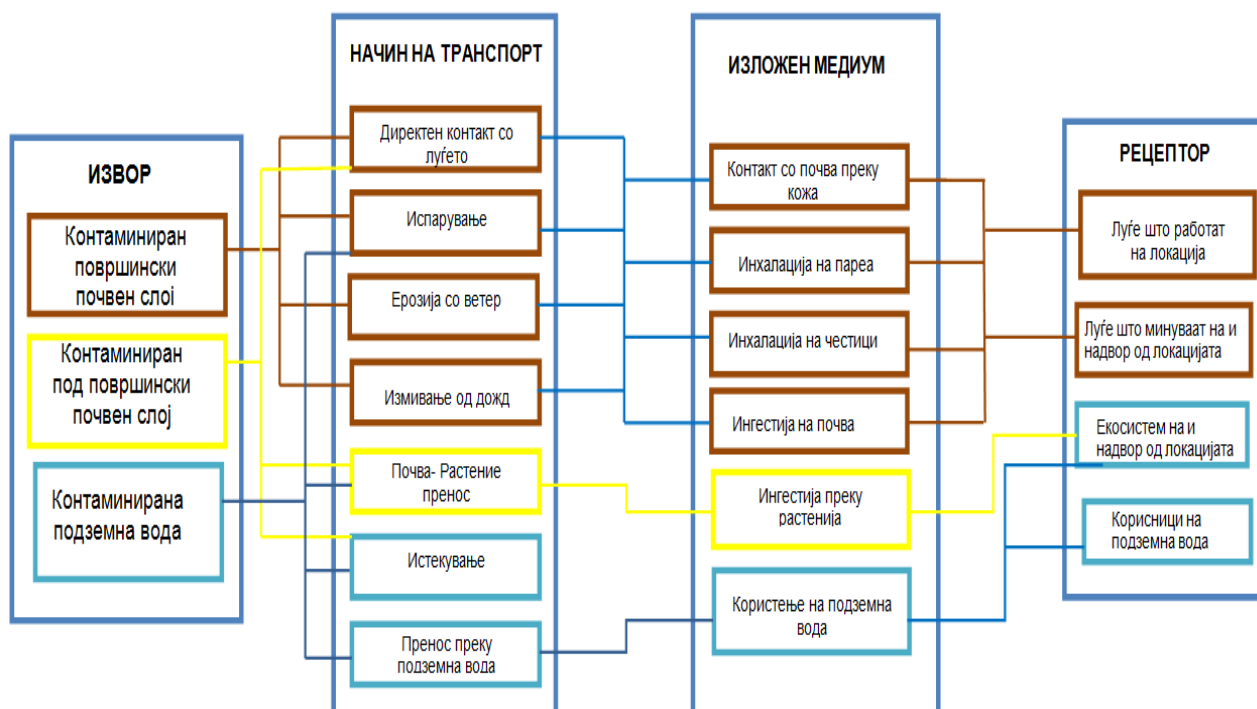 ИЗВОР
Контаминиран
површински
почвен слој
Контаминиран
под површински
почвен слој
Контаминирана
подземна вода
НАЧИН НА ТРАНСПОРТ
Директен контакт со
луѓето
Испарување
Ерозија со ветер
Измивање од дожд
Почва- Растение
пренос
Истекување
Пренос преку
подземна вода
ИЗЛОЖЕН МЕДИУМ
Контакт со почва преку
кожа
Инхалација на пареа
Инхалација на честици
Ингестија на почва
Ингестија преку
растенија
Користење на подземна
вода
РЕЦЕПТОР
Луѓе што работат
на локација
Луѓе што минуваат на и
надвор од локацијата
Екосистем на и
надвор од локацијата
Корисници на
подземна вода